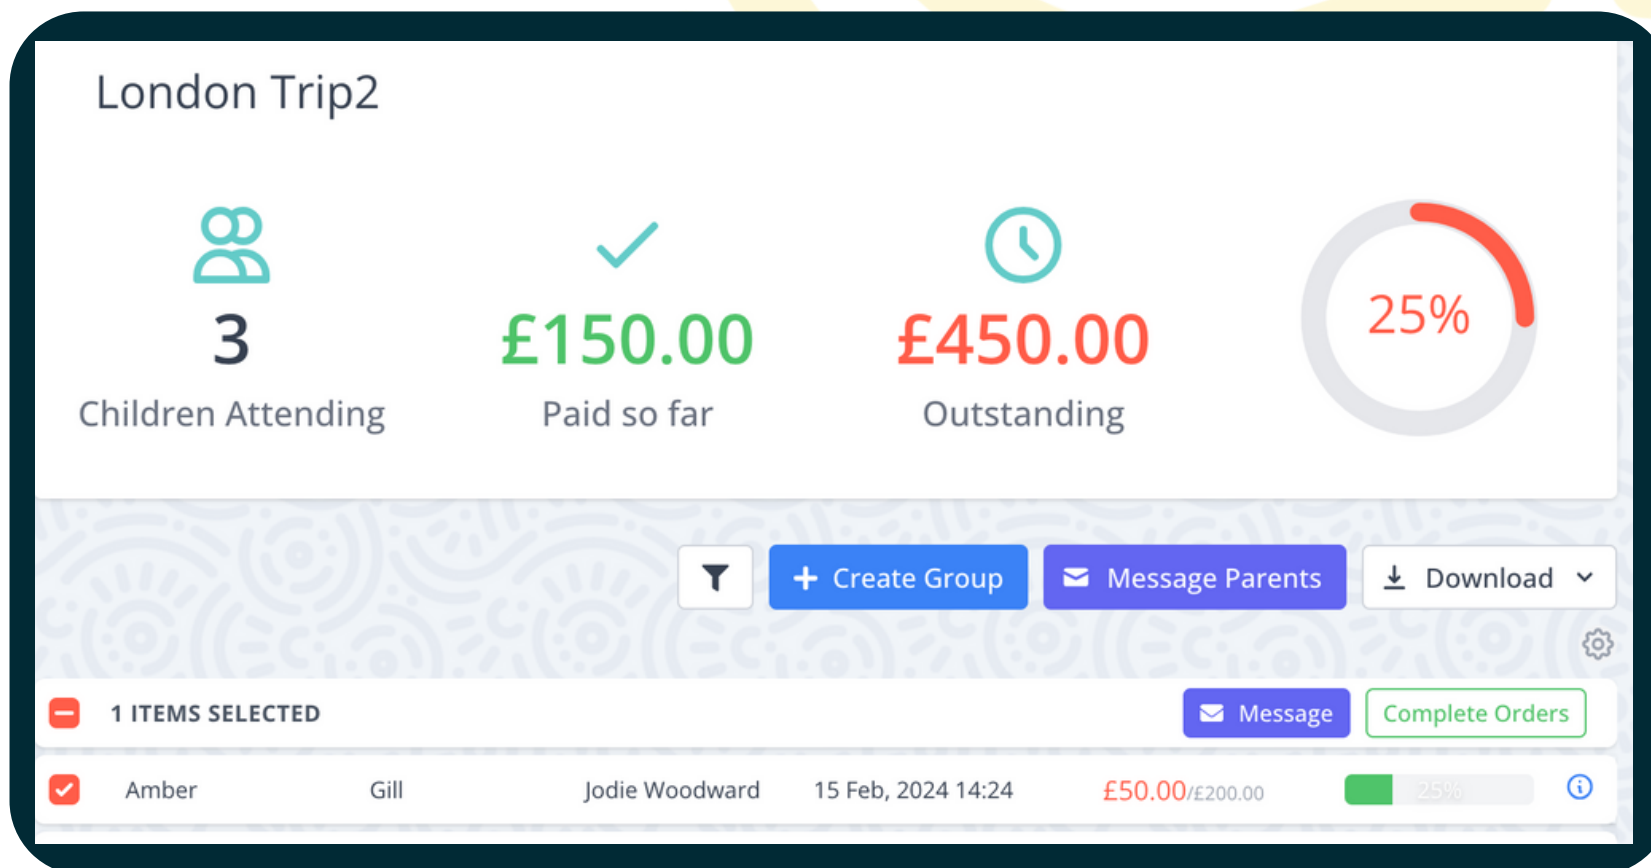 London Trip2
3
£150.00
£450.00
25%
Children Attending
Paid so far
Outstanding
Create Group
Message Parents
Download
1 ITEMS SELECTED
Message
Complete Orders
Amber Gill Jodie Woodward 15 Feb, 2024 14:24 £50.00/£200.00 25%